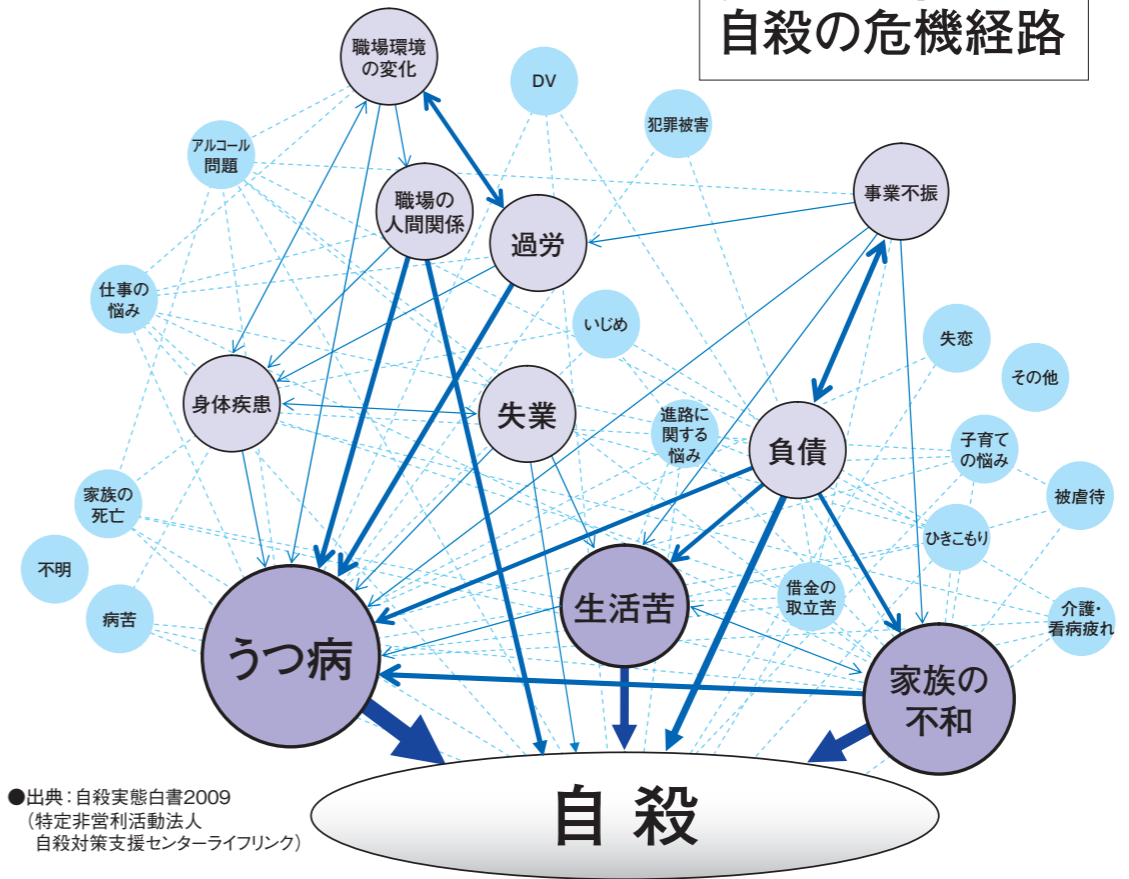 自殺の危機経路
職場環境
の変化
DV
犯罪被害
アルコール
問題
職場の
人間関係
過労
事業不振
仕事の
悩み
いじめ
失恋
その他
身体疾患
失業
進路に
関する
悩み
負債
子育て
の悩み
家族の
死亡
被虐待
ひきこもり
不明
病苦
うつ病
生活苦
借金の
取立苦
介護・
看病疲れ
家族の
不和
自殺
●出典:自殺実態白書2009
(特定非営利活動法人
自殺対策支援センターライフリンク)